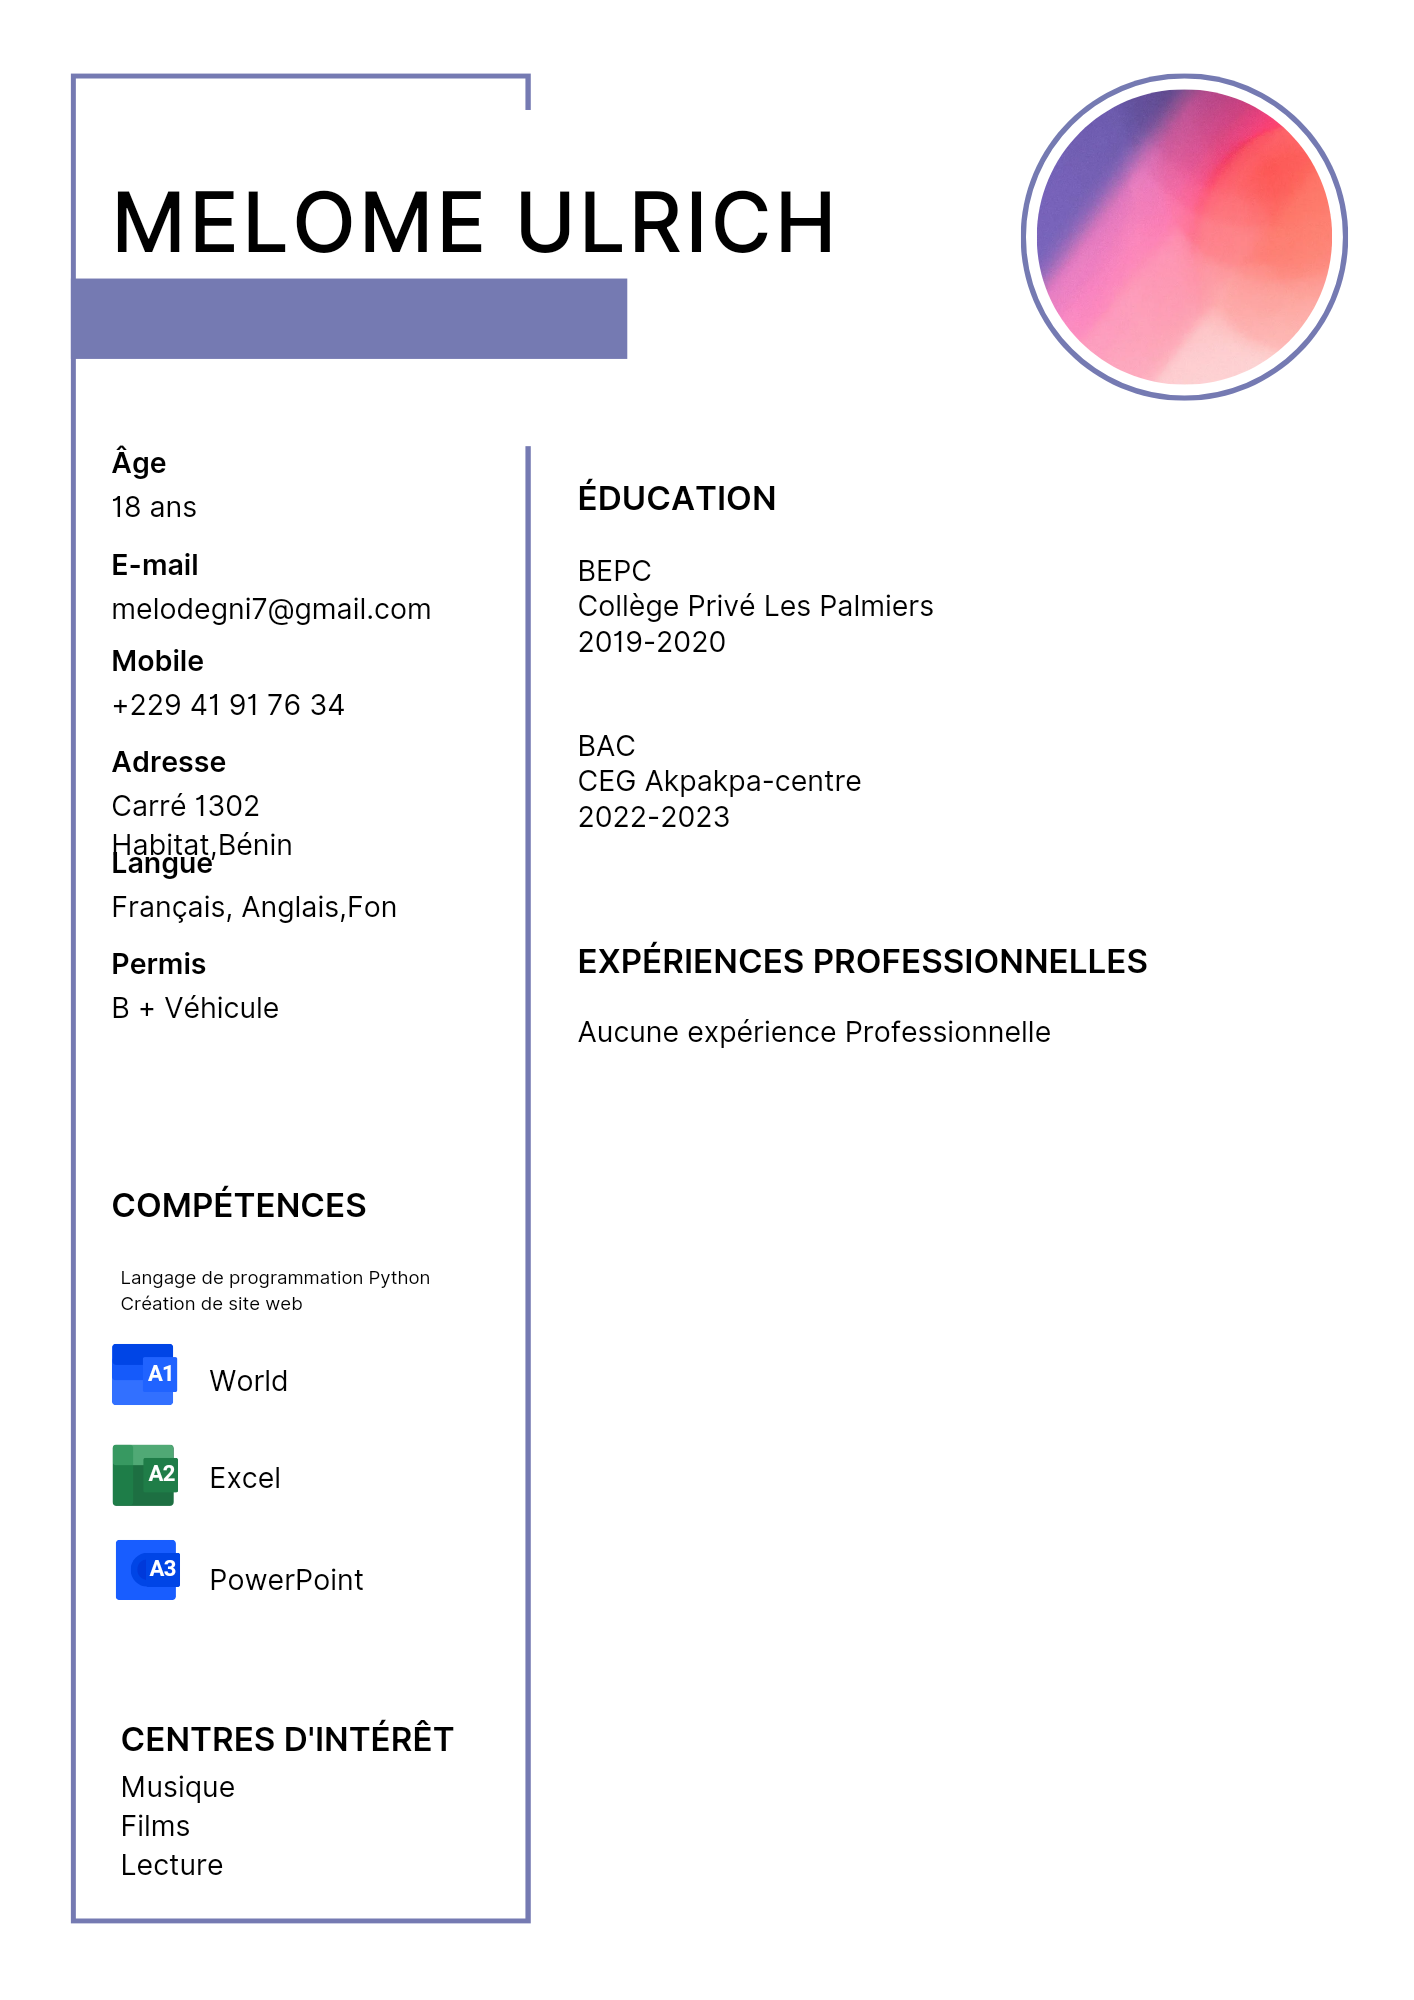 MELOME ULRICH
Âge
18 ans
E-mail
melodegni7@gmail.com
Mobile
+229 41 91 76 34
Adresse
Carré 1302
Habitat,Bénin
Langue
Français, Anglais,Fon
Permis
B + Véhicule
COMPÉTENCES
Langage de programmation Python
Création de site web
A1 World
A2 Excel
A3 PowerPoint
CENTRES D'INTÉRÊT
Musique
Films
Lecture
ÉDUCATION
BEPC
Collège Privé Les Palmiers
2019-2020
BAC
CEG Akpakpa-centre
2022-2023
EXPÉRIENCES PROFESSIONNELLES
Aucune expérience Professionnelle